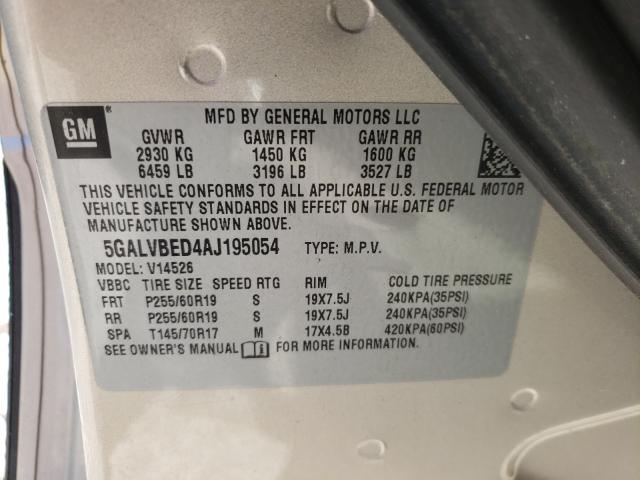 GM®
MFD BY GENERAL MOTORS LLC
GVWR GAWR FRT GAWR RR
2930 KG 1450 KG 1600 KG
6459 LB 3196 LB 3527 LB
THIS VEHICLE CONFORMS TO ALL APPLICABLE U.S. FEDERAL MOTOR
VEHICLE SAFETY STANDARDS IN EFFECT ON THE DATE OF
MANUFACTURE SHOWN ABOVE.
5GALVBED4AJ195054 TYPE: M.P.V.
MODEL: V14526
VBBC TIRE SIZE SPEED RTG RIM COLD TIRE PRESSURE
FRT P255/60R19 S 19X7.5J 240KPA(35PSI)
RR P255/60R19 S 19X7.5J 240KPA(35PSI)
SPA T145/70R17 M 17X4.5B 420KPA(60PSI)
SEE OWNER'S MANUAL FOR MORE INFORMATION.